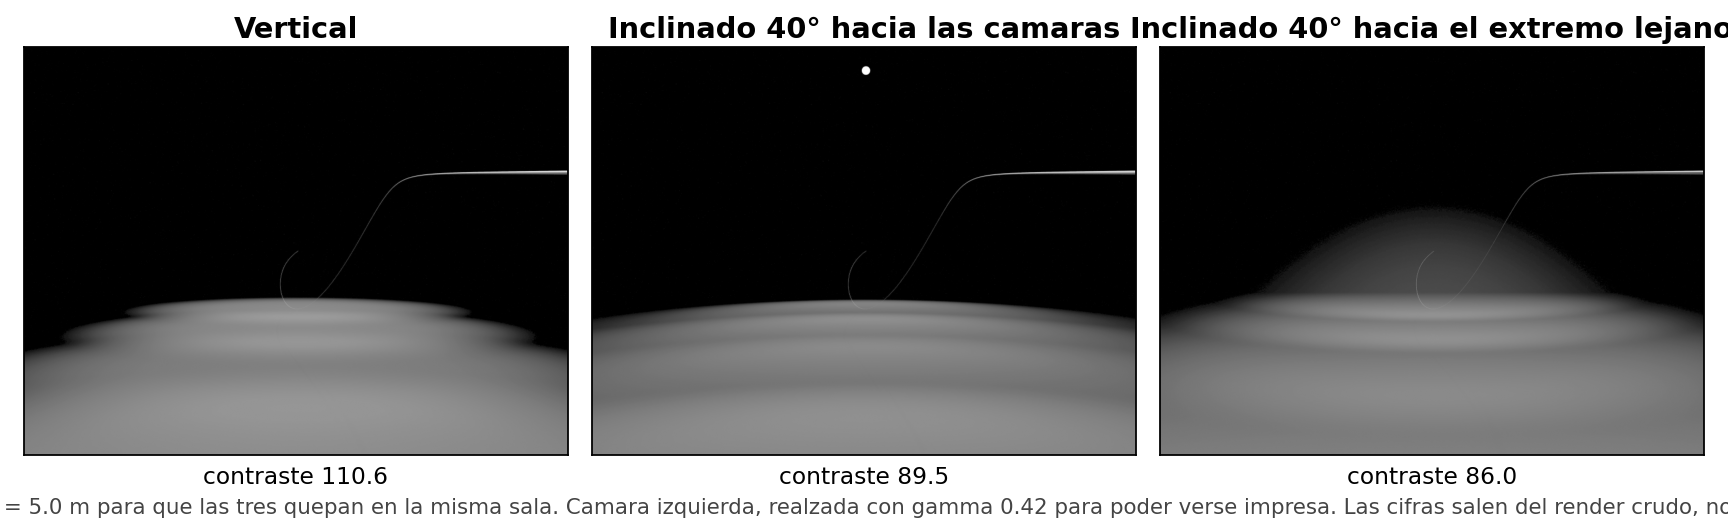 Vertical
Inclinado 40° hacia las camaras
Inclinado 40° hacia el extremo lejano
contraste 110.6
contraste 89.5
contraste 86.0
= 5.0 m para que las tres quepan en la misma sala. Camara izquierda, realzada con gamma 0.42 para poder verse impresa. Las cifras salen del render crudo, no